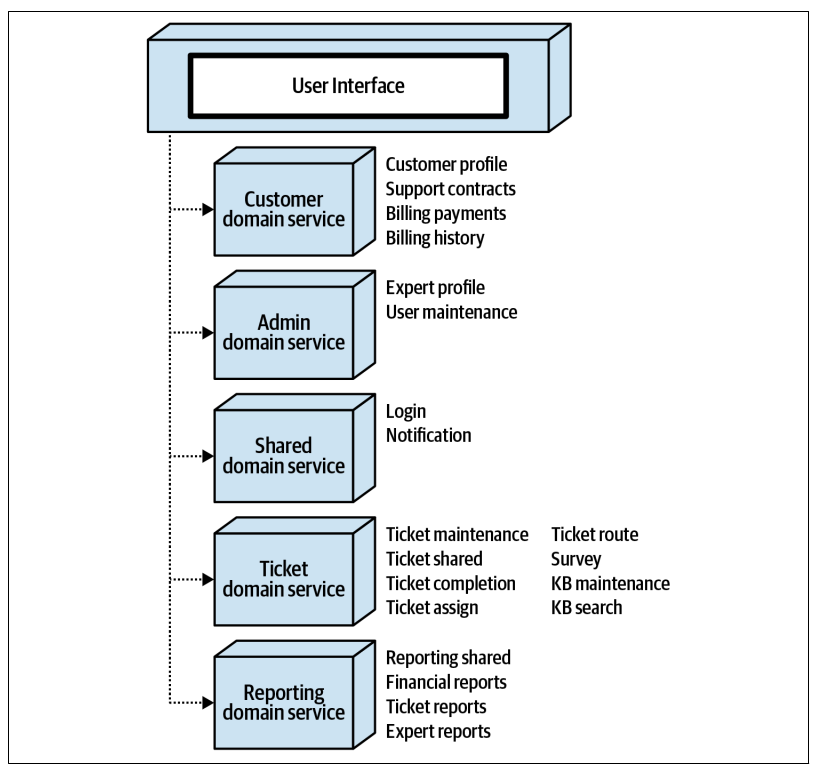 User Interface
Customer
domain service
Customer profile
Support contracts
Billing payments
Billing history
Admin
domain service
Expert profile
User maintenance
Shared
domain service
Login
Notification
Ticket
domain service
Ticket maintenance
Ticket shared
Ticket completion
Ticket assign
Ticket route
Survey
KB maintenance
KB search
Reporting
domain service
Reporting shared
Financial reports
Ticket reports
Expert reports